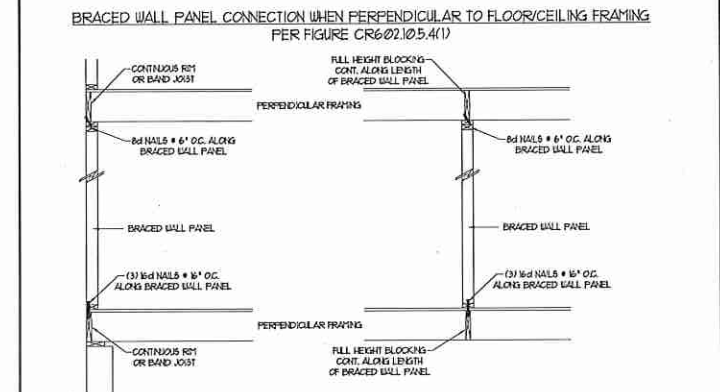 BRACED WALL PANEL CONNECTION WHEN PERPENDICULAR TO FLOOR/CEILING FRAMING
PER FIGURE CR602.10.5.4(1)
CONTINUOUS RIM
OR BAND JOIST
FULL HEIGHT BLOCKING
CONT. ALONG LENGTH
OF BRACED WALL PANEL
PERPENDICULAR FRAMING
8d NAILS @ 6" O.C. ALONG
BRACED WALL PANEL
8d NAILS @ 6" O.C. ALONG
BRACED WALL PANEL
BRACED WALL PANEL
BRACED WALL PANEL
(3) 16d NAILS @ 16" O.C.
ALONG BRACED WALL PANEL
(3) 16d NAILS @ 16" O.C.
ALONG BRACED WALL PANEL
PERPENDICULAR FRAMING
CONTINUOUS RIM
OR BAND JOIST
FULL HEIGHT BLOCKING
CONT. ALONG LENGTH
OF BRACED WALL PANEL